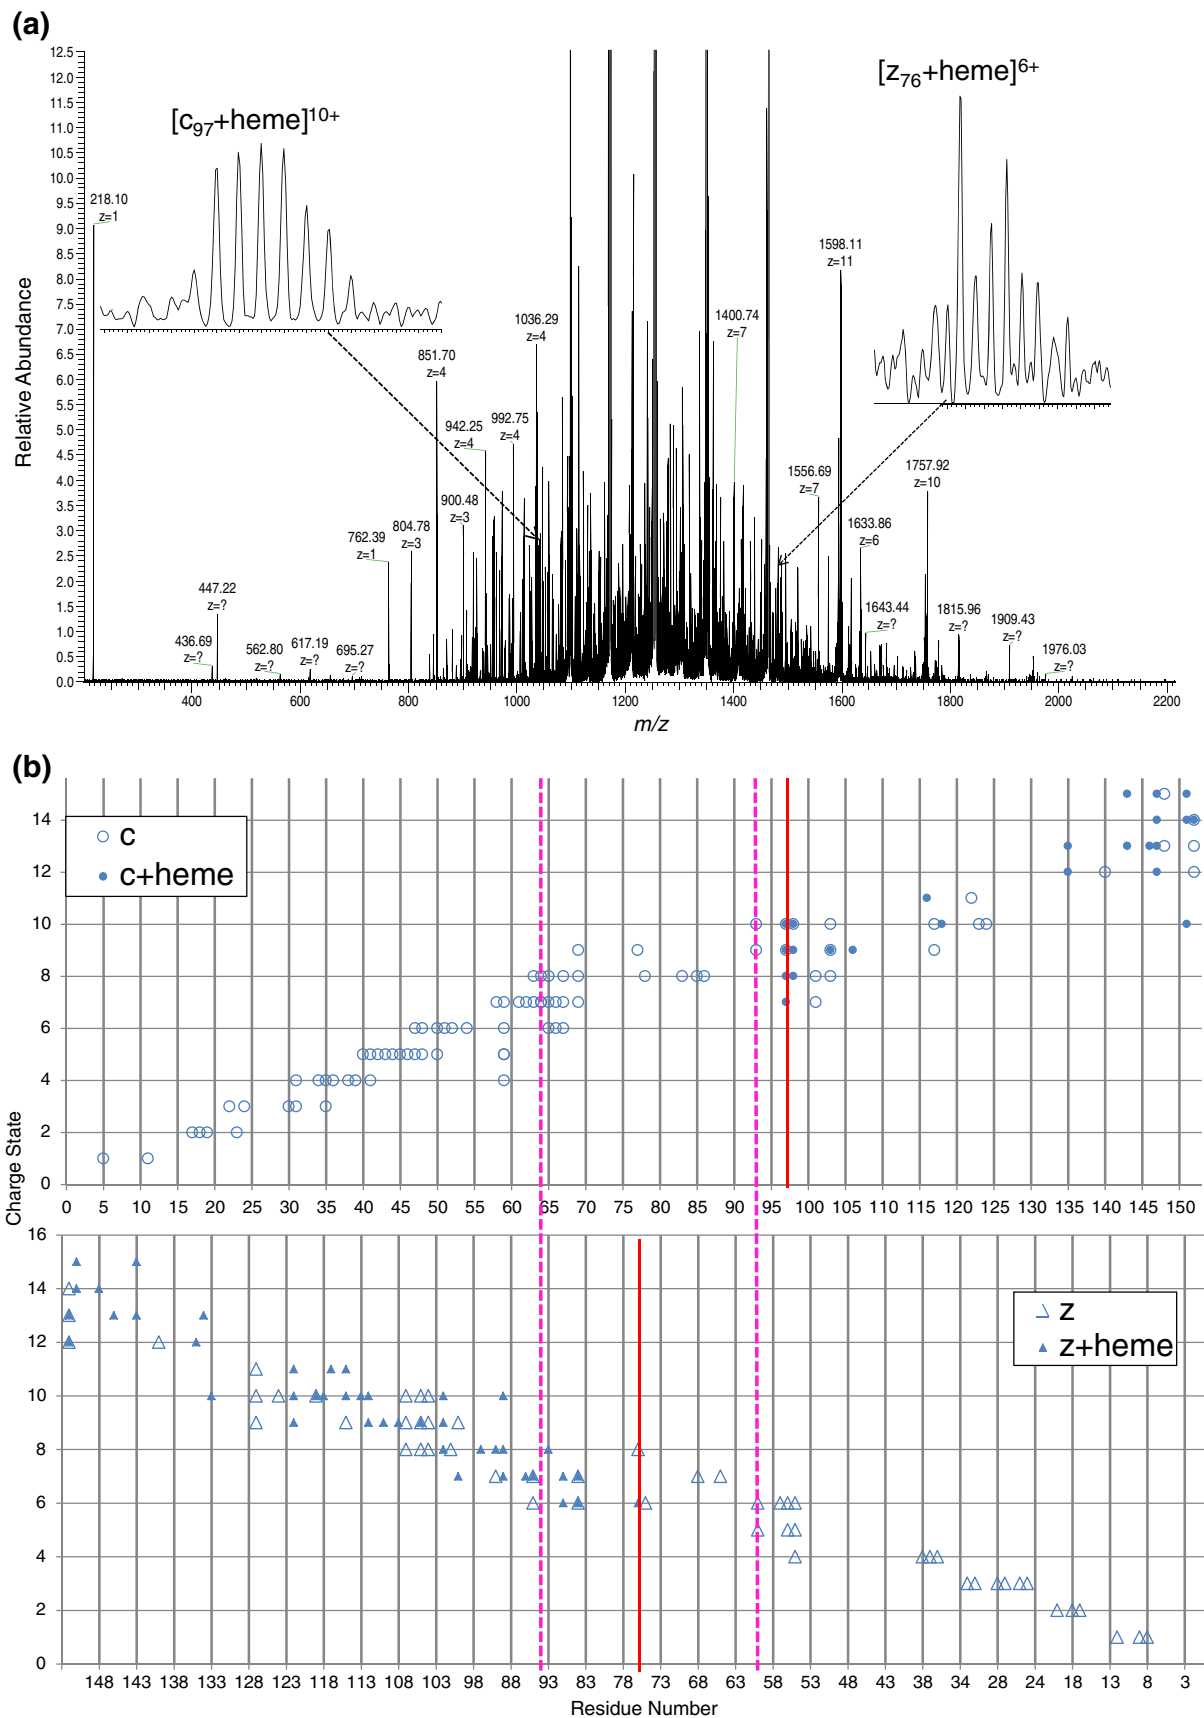 (a)
[c97+heme]10+
[z76+heme]6+
Relative Abundance
12.5
12.0
11.5
11.0
10.5
10.0
9.5
9.0
8.5
8.0
7.5
7.0
6.5
6.0
5.5
5.0
4.5
4.0
3.5
3.0
2.5
2.0
1.5
1.0
0.5
0.0
218.10
z=1
436.69
z=?
447.22
z=?
562.80
z=?
617.19
z=?
695.27
z=?
762.39
z=1
804.78
z=3
851.70
z=4
900.48
z=3
942.25
z=4
992.75
z=4
1036.29
z=4
1400.74
z=7
1556.69
z=7
1598.11
z=11
1633.86
z=6
1643.44
z=?
1757.92
z=10
1815.96
z=?
1909.43
z=?
1976.03
z=?
400 600 800 1000 1200 1400 1600 1800 2000 2200
m/z
(b)
c
c+heme
14
12
10
8
6
4
2
0
0 5 10 15 20 25 30 35 40 45 50 55 60 65 70 75 80 85 90 95 100 105 110 115 120 125 130 135 140 145 150
Charge State
z
z+heme
16
14
12
10
8
6
4
2
0
148 143 138 133 128 123 118 113 108 103 98 93 88 83 78 73 68 63 58 53 48 43 38 34 28 23 18 13 8 3
Residue Number